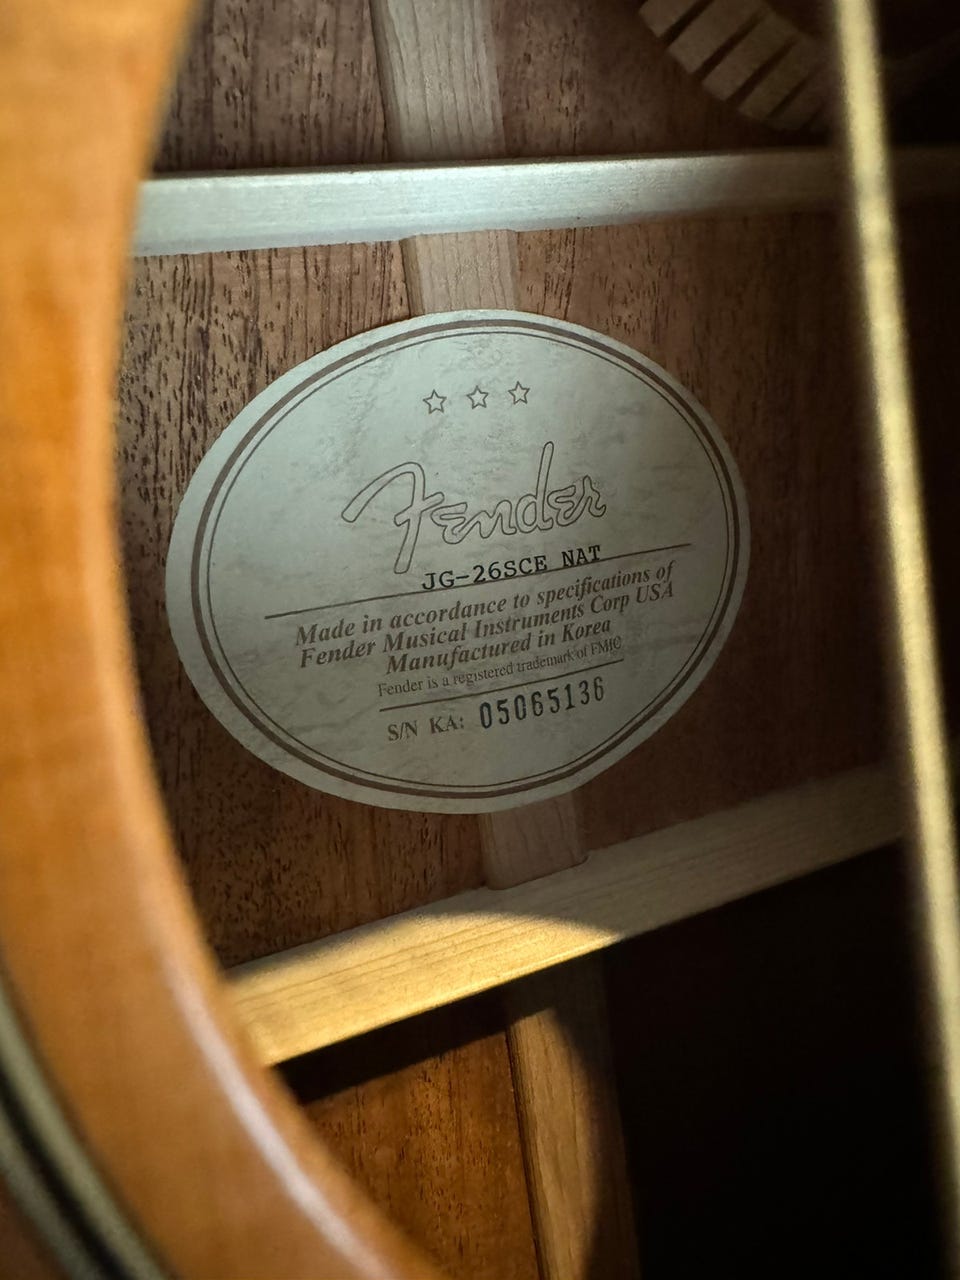 Fender
JG-26SCE NAT
Made in accordance to specifications of
Fender Musical Instruments Corp USA
Manufactured in Korea
Fender is a registered trademark of FMIC
S/N KA: 05065136